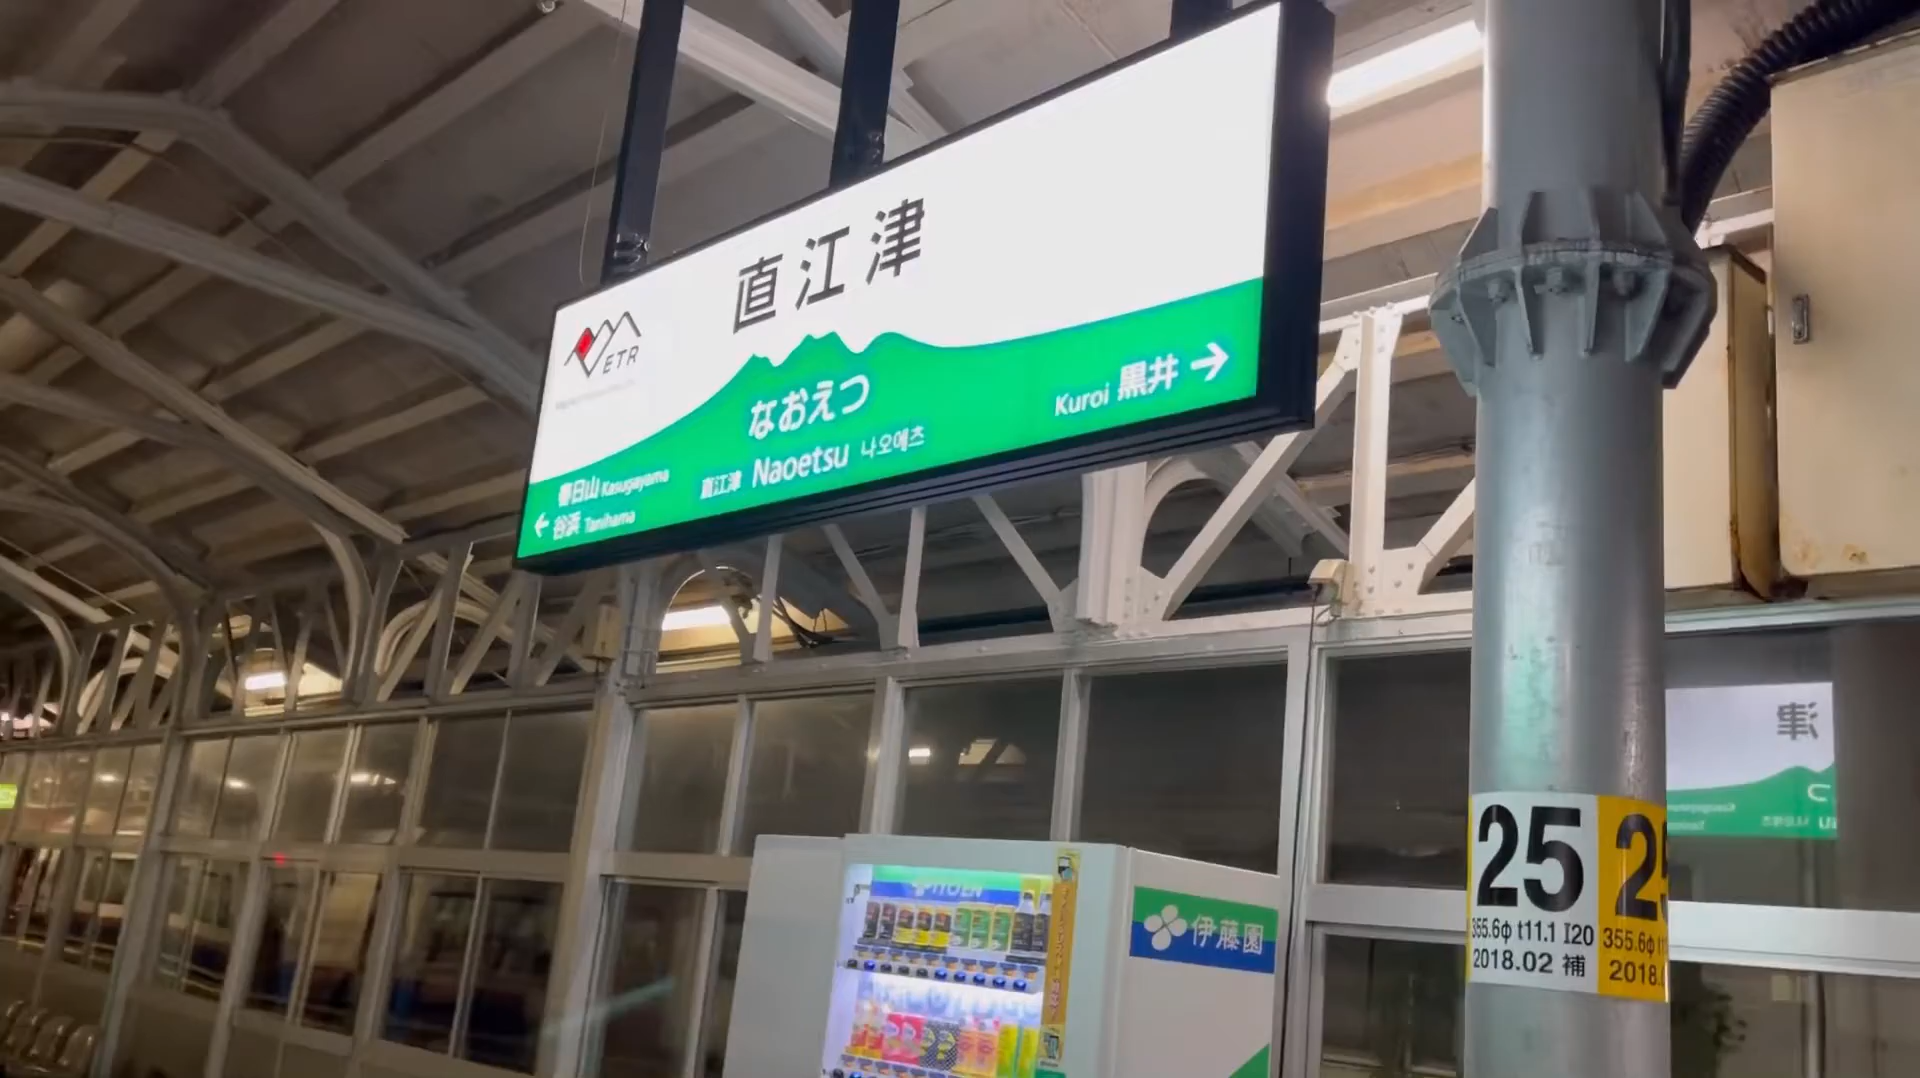 直江津
ETR
なおえつ
直江津 Naoetsu 나오에츠
Kuroi 黒井 →
春日山 Kasugayama
← 谷浜 Tanihama
伊藤園
ITOEN
25
355.6φ t11.1 I20
2018.02 補
25
355.6φ
2018.
津